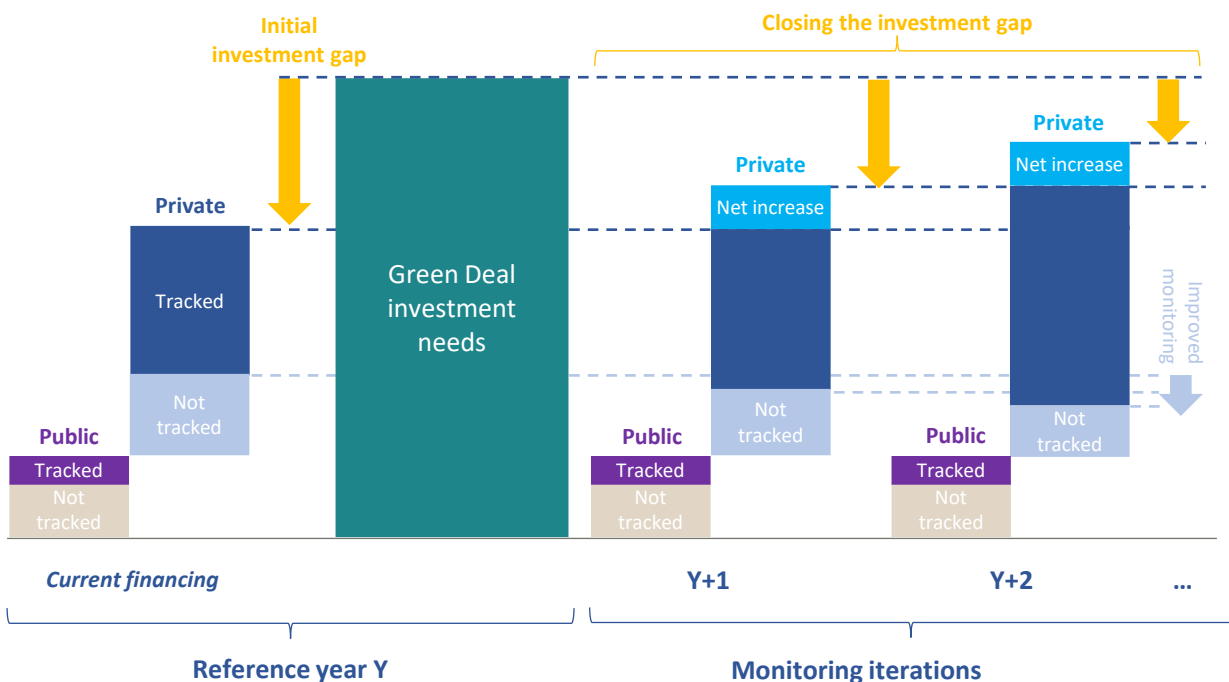 Initial
investment gap
Closing the investment gap
Private
Tracked
Not
tracked
Public
Tracked
Not
tracked
Green Deal
investment
needs
Private
Net increase
Not
tracked
Public
Tracked
Not
tracked
Private
Net increase
Not
tracked
Public
Tracked
Not
tracked
Improved
monitoring
Current financing
Y+1
Y+2
...
Reference year Y
Monitoring iterations